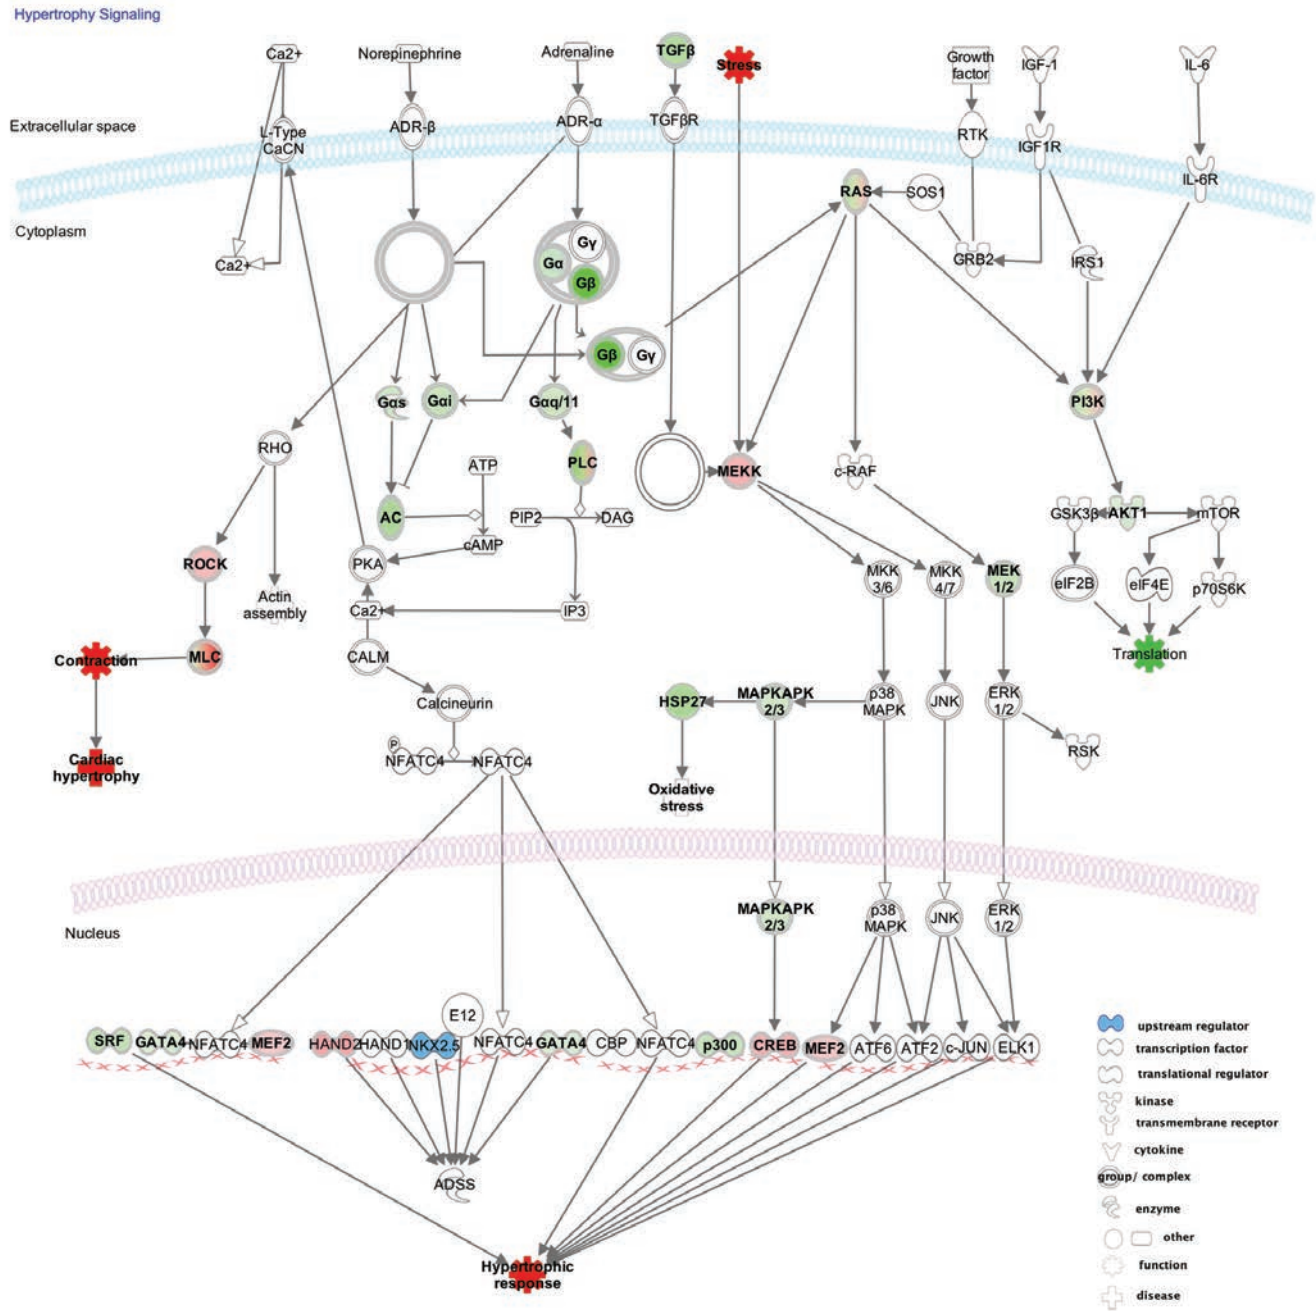 Hypertrophy Signaling
Ca2+
Norepinephrine
Adrenaline
TGFβ
Stress
Growth
factor
IGF-1
IL-6
Extracellular space
L-Type
CaCN
ADR-β
ADR-α
TGFβR
RTK
IGF1R
IL-6R
Cytoplasm
RAS
SOS1
Ca2+
Gγ
Gα
Gβ
GRB2
IRS1
Gβ
Gγ
Gαs
Gαi
Gαq/11
PI3K
RHO
ATP
PLC
MEKK
c-RAF
AC
PIP2
DAG
GSK3β
AKT1
mTOR
cAMP
ROCK
PKA
MKK
3/6
MKK
4/7
MEK
1/2
eIF2B
eIF4E
p70S6K
Actin
assembly
Ca2+
IP3
Contraction
MLC
CALM
Translation
Calcineurin
HSP27
MAPKAPK
2/3
p38
MAPK
JNK
ERK
1/2
P
NFATC4
NFATC4
RSK
Cardiac
hypertrophy
Oxidative
stress
Nucleus
MAPKAPK
2/3
p38
MAPK
JNK
ERK
1/2
E12
SRF
GATA4
NFATC4
MEF2
HAND2
HAND1
NKX2.5
NFATC4
GATA4
CBP
NFATC4
p300
CREB
MEF2
ATF6
ATF2
c-JUN
ELK1
ADSS
Hypertrophic
response
upstream regulator
transcription factor
translational regulator
kinase
transmembrane receptor
cytokine
group/ complex
enzyme
other
function
disease